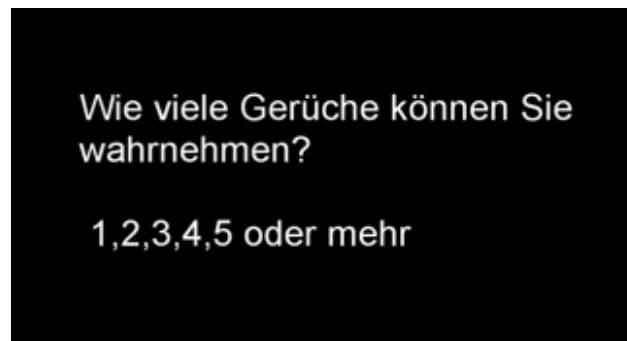 Wie viele Gerüche können Sie
wahrnehmen?
1,2,3,4,5 oder mehr